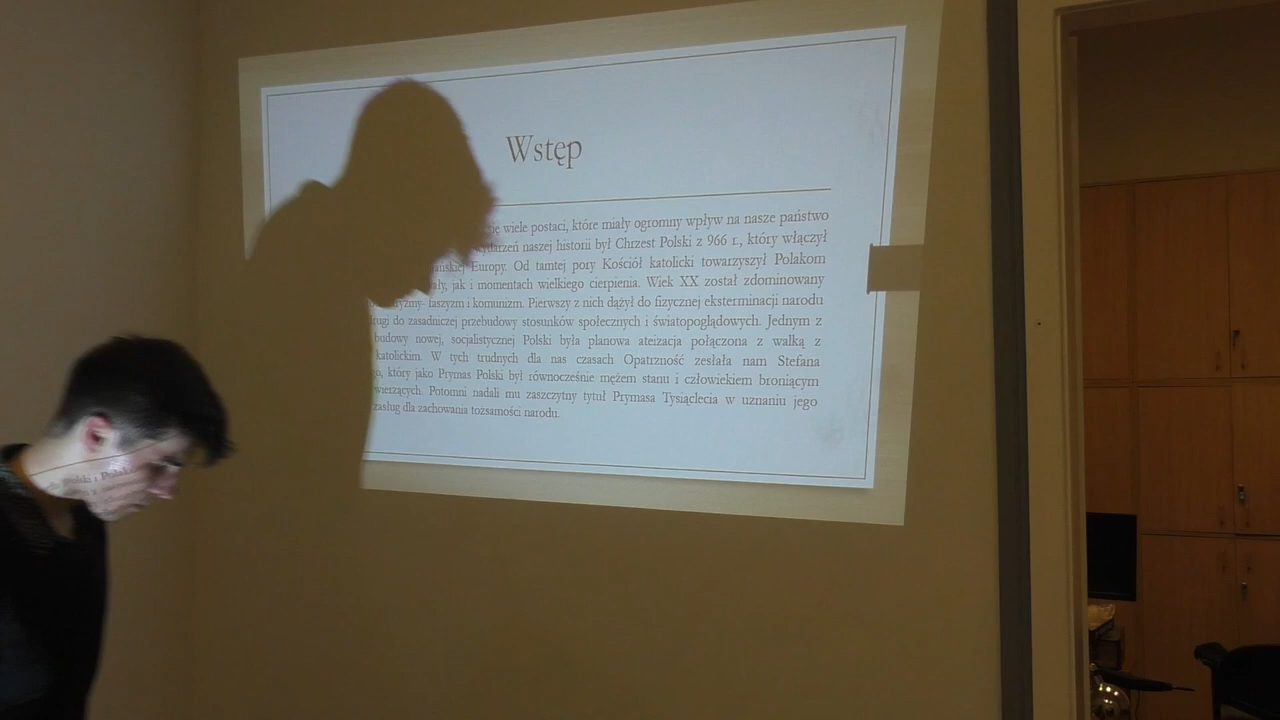 Wstęp
wiele postaci, które miały ogromny wpływ na nasze państwo
naszej historii był Chrzest Polski z 966 r., który włączył
Europy. Od tamtej pory Kościół katolicki towarzyszył Polakom
jak i momentach wielkiego cierpienia. Wiek XX został zdominowany
faszyzm i komunizm. Pierwszy z nich dążył do fizycznej eksterminacji narodu
do zasadniczej przebudowy stosunków społecznych i światopoglądowych. Jednym z
budowy nowej, socjalistycznej Polski była planowa ateizacja połączona z walką z
katolickim. W tych trudnych dla nas czasach Opatrzność zesłała nam Stefana
który jako Prymas Polski był równocześnie mężem stanu i człowiekiem broniącym
wierzących. Potomni nadali mu zaszczytny tytuł Prymasa Tysiąclecia w uznaniu jego
zasług dla zachowania tożsamości narodu.